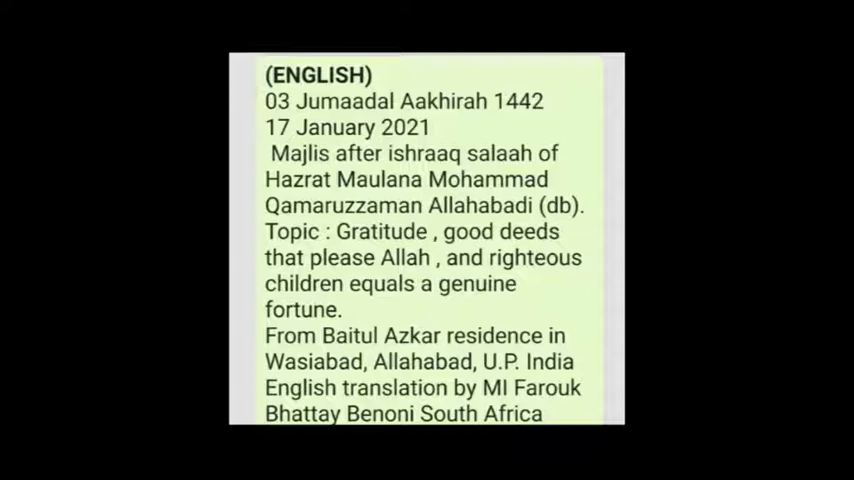 (ENGLISH)
03 Jumaadal Aakhirah 1442
17 January 2021
Majlis after ishraaq salaah of
Hazrat Maulana Mohammad
Qamaruzzaman Allahabadi (db).
Topic : Gratitude , good deeds
that please Allah , and righteous
children equals a genuine
fortune.
From Baitul Azkar residence in
Wasiabad, Allahabad, U.P. India
English translation by MI Farouk
Bhattay Benoni South Africa